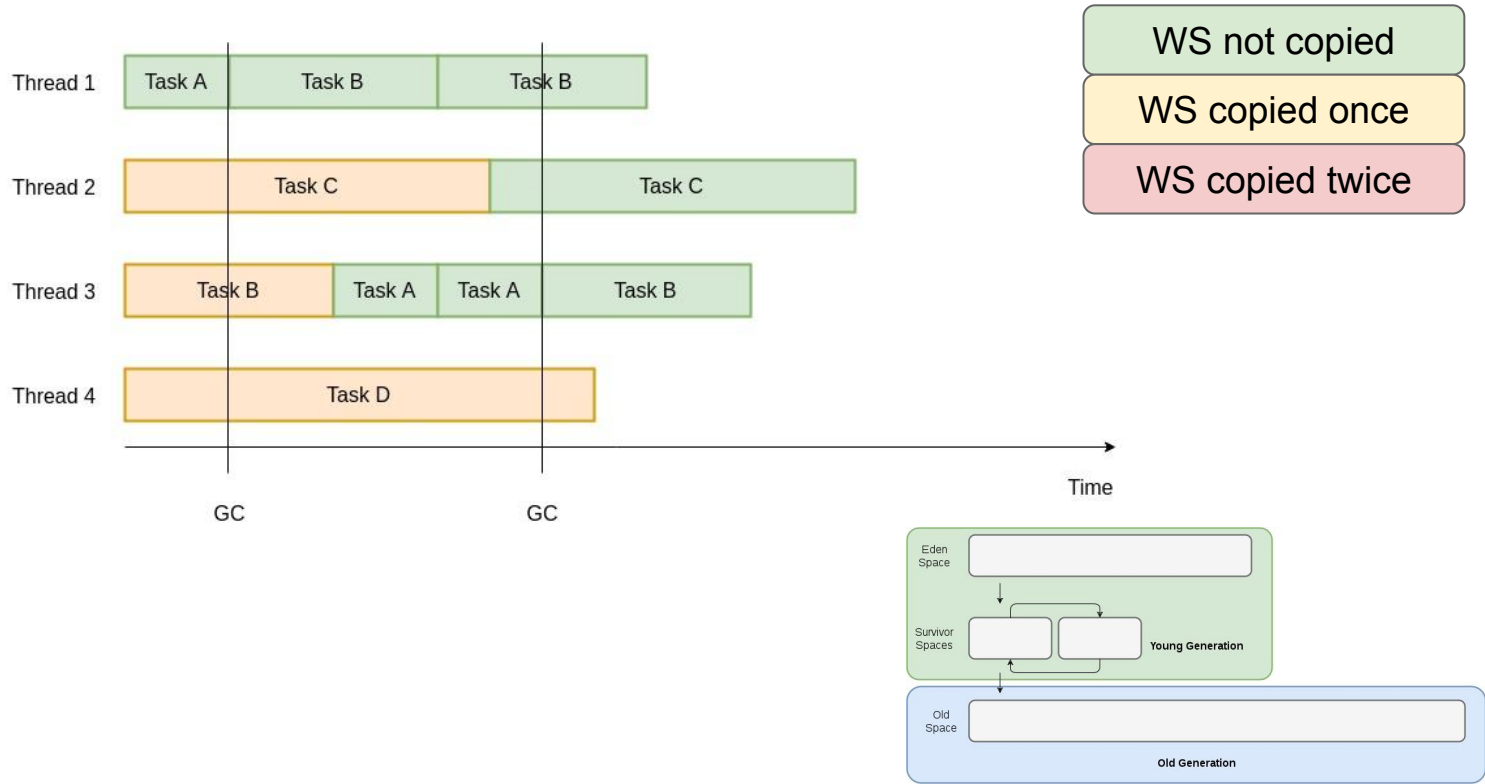 WS not copied
WS copied once
WS copied twice
Thread 1 Task A Task B Task B
Thread 2 Task C Task C
Thread 3 Task B Task A Task A Task B
Thread 4 Task D
Time
GC GC
Eden
Space
Survivor
Spaces
Young Generation
Old
Space
Old Generation